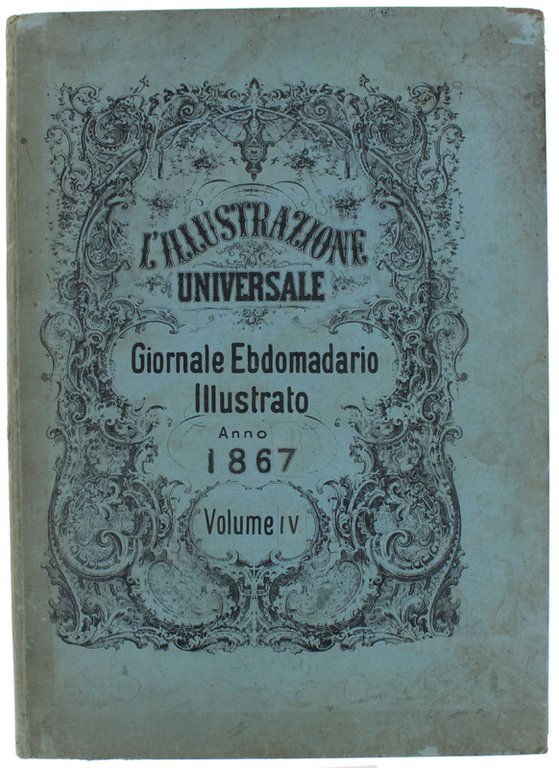 L'ILLUSTRAZIONE
UNIVERSALE
Giornale Ebdomadario
Illustrato
Anno
1867
Volume IV